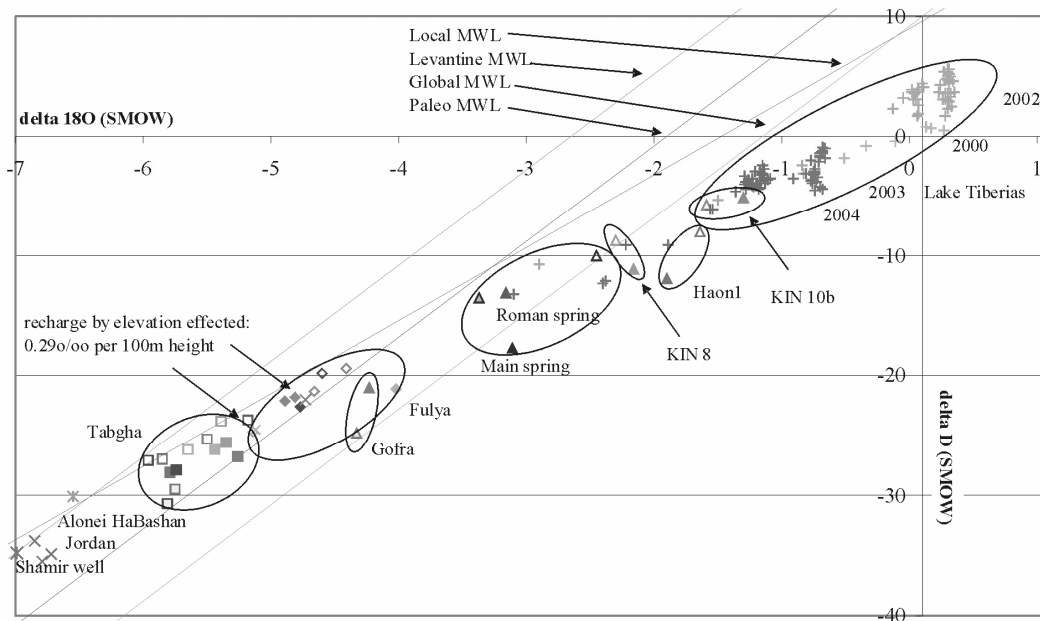 10
Local MWL
Levantine MWL
Global MWL
Paleo MWL
2002
delta 18O (SMOW)
0
2000
-7 -6 -5 -4 -3 -2 -1 0 1
2003 Lake Tiberias
2004
-10
Haon1
KIN 10b
recharge by elevation effected:
0.29o/oo per 100m height
Roman spring
KIN 8
Main spring
-20
Fulya
Tabgha
Gofra
delta D (SMOW)
-30
Alonei HaBashan
Jordan
Shamir well
-40